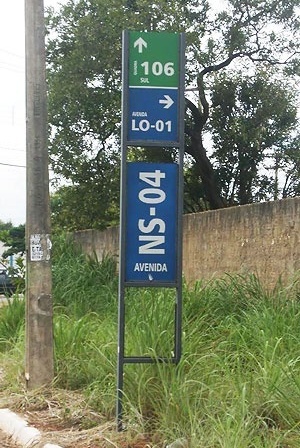 QUADRA
106
SUL
AVENIDA
LO-01
NS-04
AVENIDA